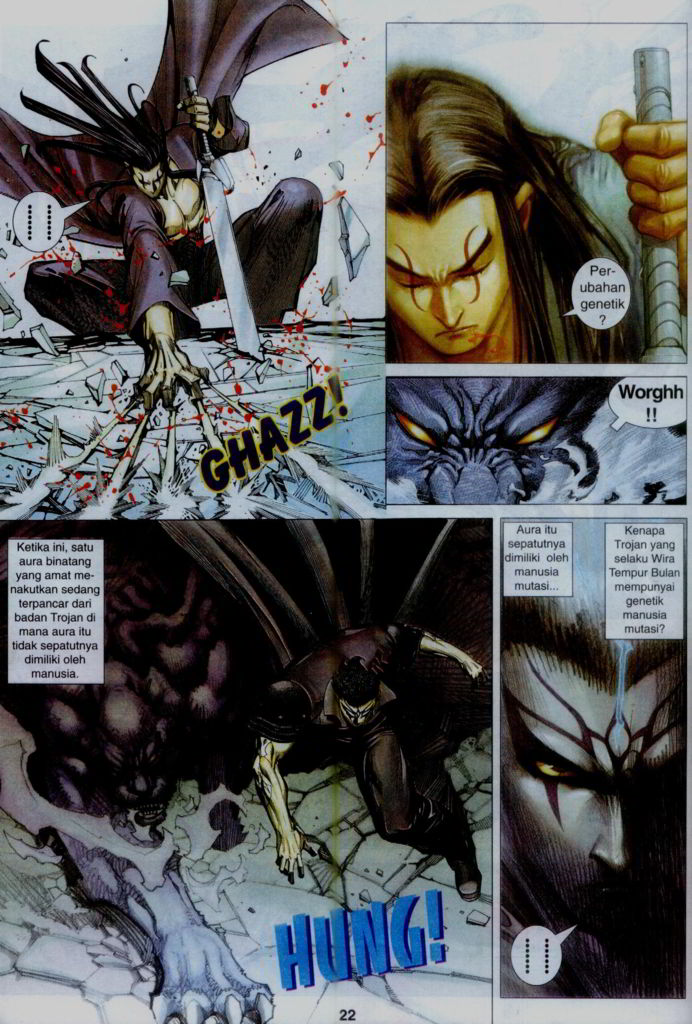 GHAZZ!
Per-
ubahan
genetik
?
Worghh
!!
Ketika ini, satu
aura binatang
yang amat me-
nakutkan sedang
terpancar dari
badan Trojan di
mana aura itu
tidak sepatutnya
dimiliki oleh
manusia.
HUNG!
Aura itu
sepatutnya
dimiliki oleh
manusia
mutasi...
Kenapa
Trojan yang
selaku Wira
Tempur Bulan
mempunyai
genetik
manusia
mutasi?
22